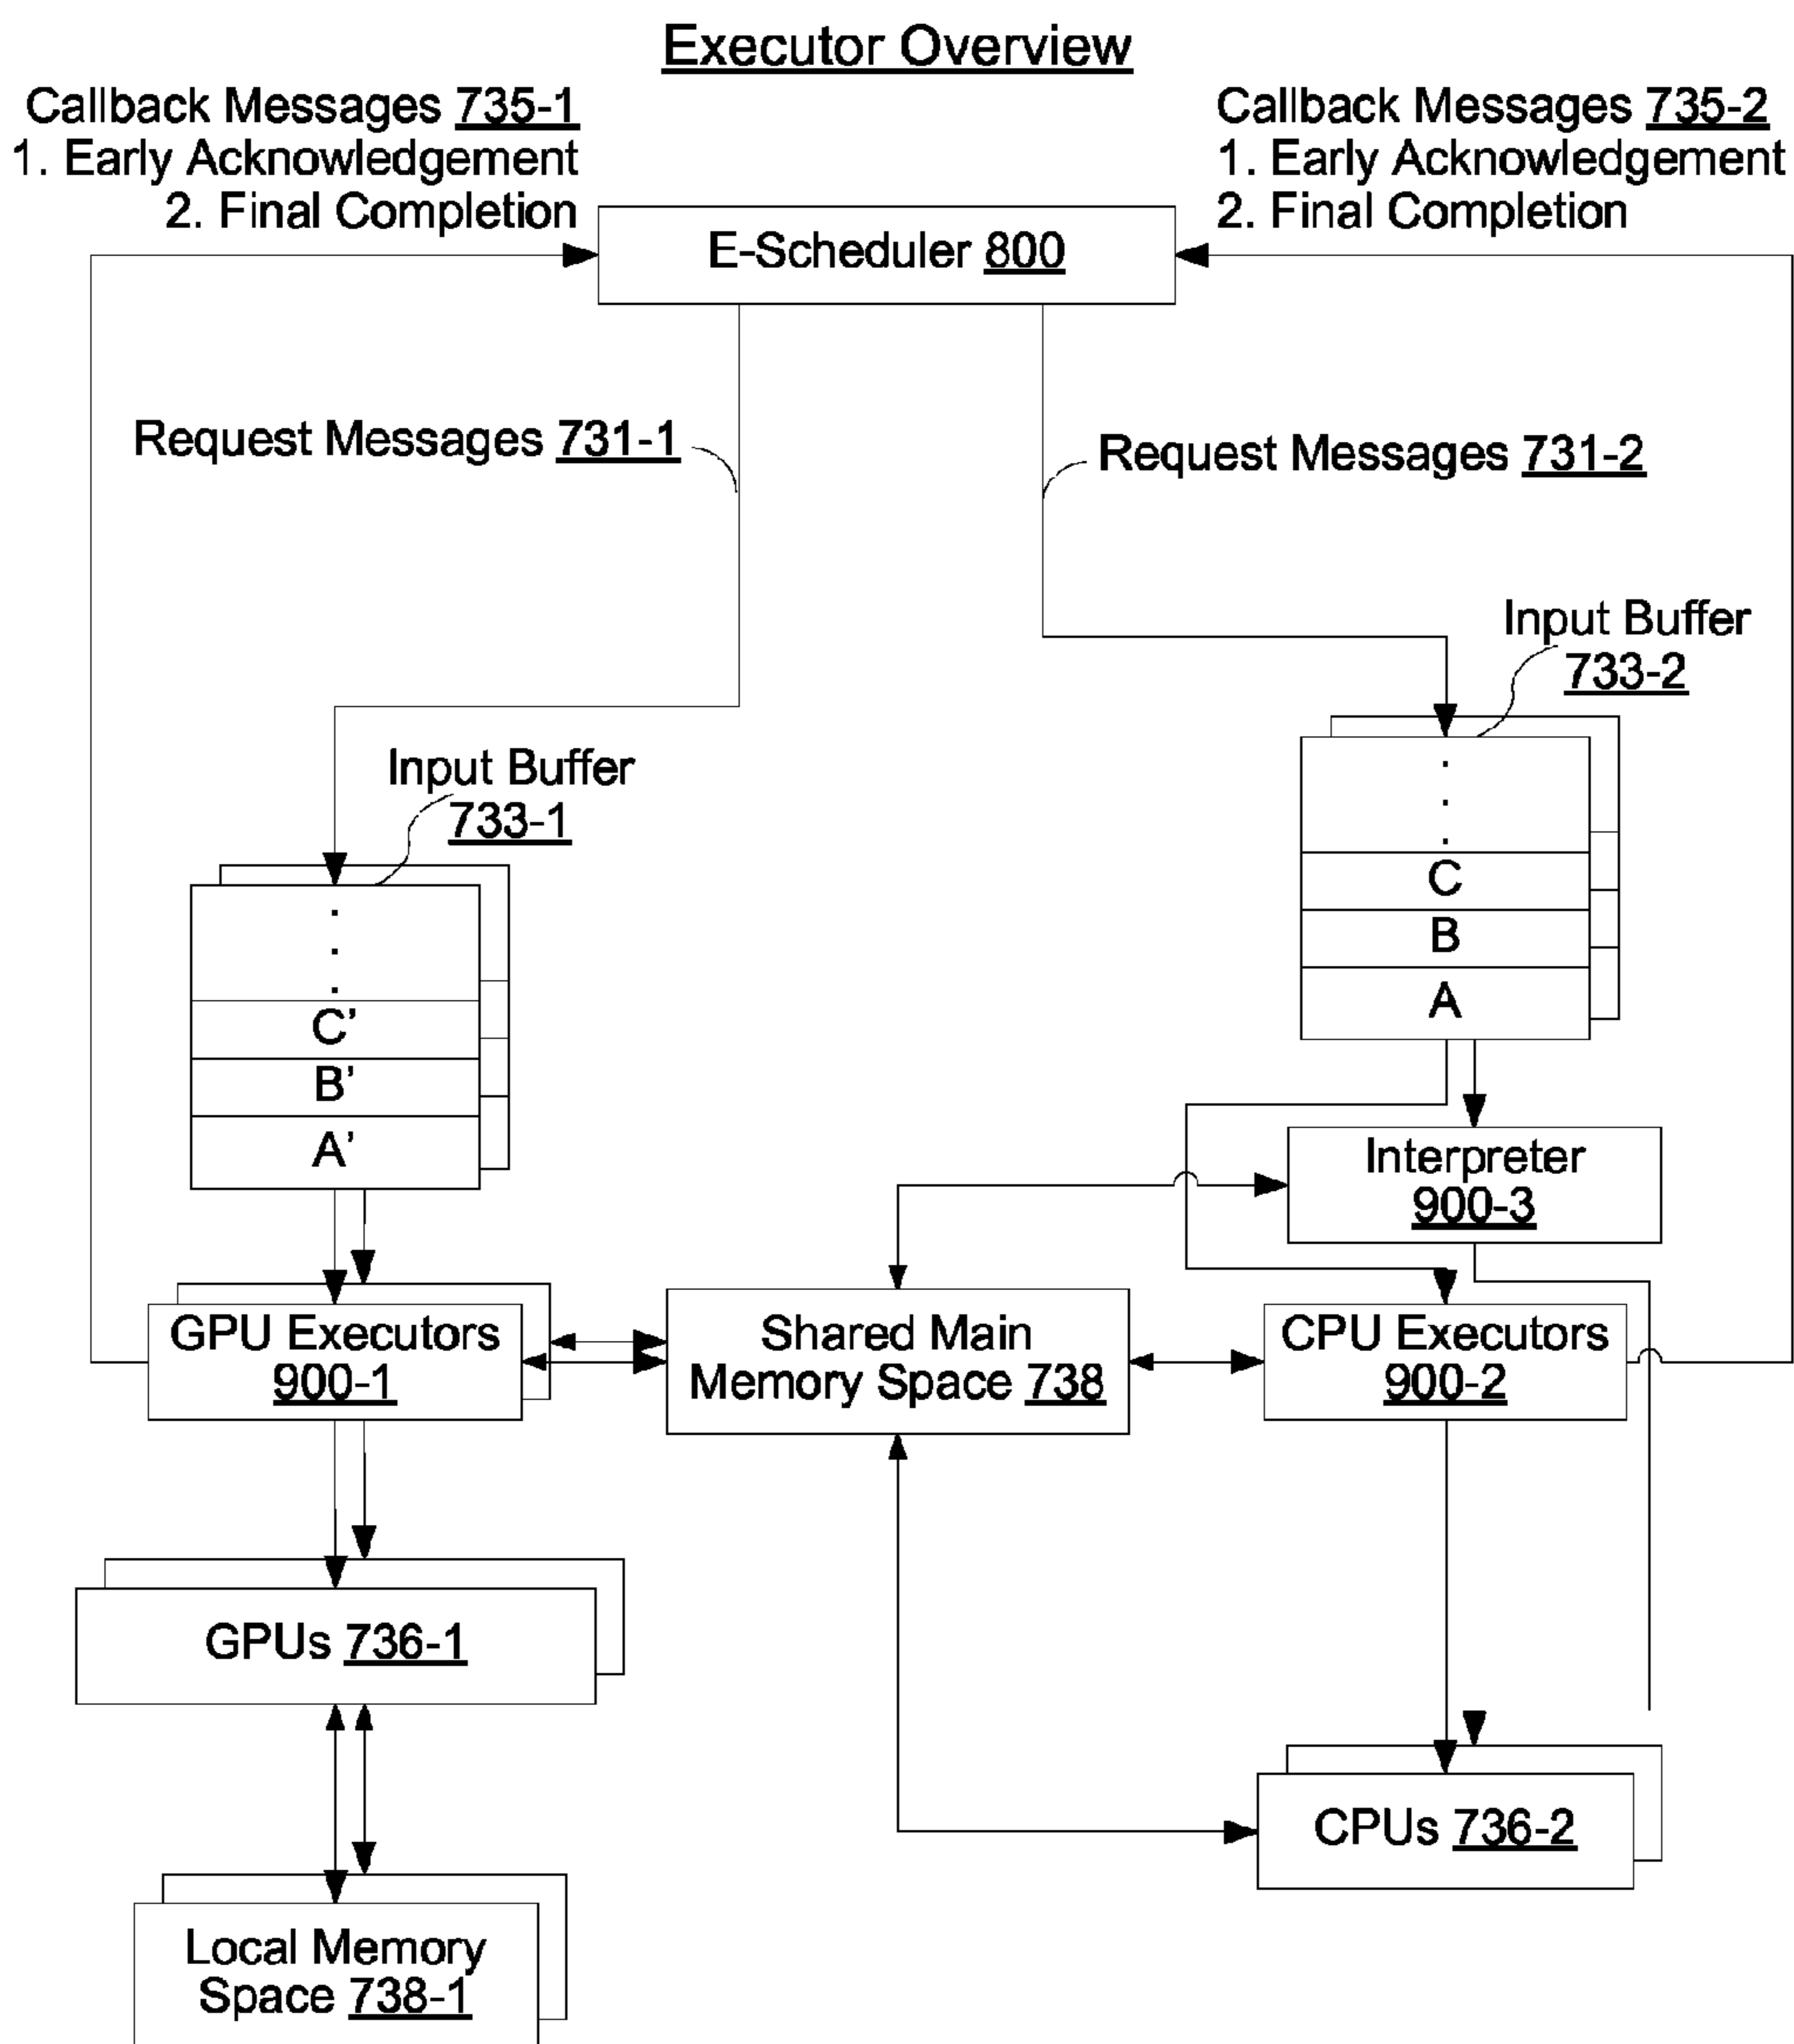 Executor Overview
Callback Messages 735-1
1. Early Acknowledgement
2. Final Completion
Callback Messages 735-2
1. Early Acknowledgement
2. Final Completion
E-Scheduler 800
Request Messages 731-1
Request Messages 731-2
Input Buffer
733-2
Input Buffer
733-1
C
B
A
C’
B’
A’
Interpreter
900-3
GPU Executors
900-1
Shared Main
Memory Space 738
CPU Executors
900-2
GPUs 736-1
CPUs 736-2
Local Memory
Space 738-1